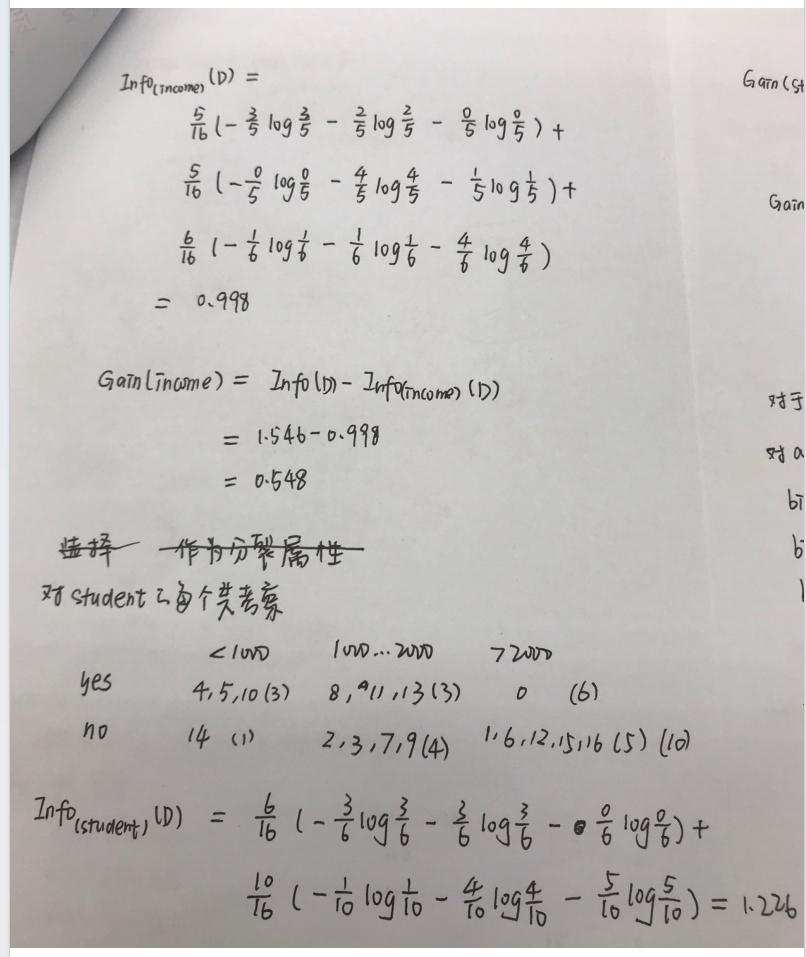 Info(income)(D) =
5/16 (- 3/5 log 3/5 - 2/5 log 2/5 - 0/5 log 0/5) +
5/16 (- 0/5 log 0/5 - 4/5 log 4/5 - 1/5 log 1/5) +
6/16 (- 1/6 log 1/6 - 1/6 log 1/6 - 4/6 log 4/6)
= 0.998
Gain(income) = Info(D) - Info(income)(D)
= 1.546 - 0.998
= 0.548
选择 作为分裂属性
对 student 每个类考察
<1000 1000...2000 >2000
yes 4,5,10 (3) 8,11,13 (3) 0 (6)
no 14 (1) 2,3,7,9 (4) 1,6,12,15,16 (5) (10)
Info(student)(D) = 6/16 (- 3/6 log 3/6 - 3/6 log 3/6 - 0/6 log 0/6) +
10/16 (- 1/10 log 1/10 - 4/10 log 4/10 - 5/10 log 5/10) = 1.226
Gain(st
Gain
对于
对 a
bi
b